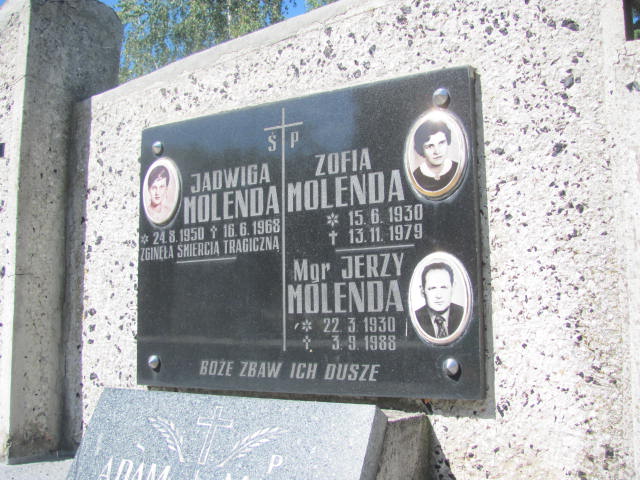 Ś P
JADWIGA
MOLENDA
✲ 24.8.1950 ✝ 16.6.1968
ZGINĘŁA ŚMIERCIĄ TRAGICZNĄ
ZOFIA
MOLENDA
✲ 15.6.1930
✝ 13.11.1979
Mgr JERZY
MOLENDA
✲ 22.3.1930
✝ 3.9.1988
BOŻE ZBAW ICH DUSZE
P
ADAM